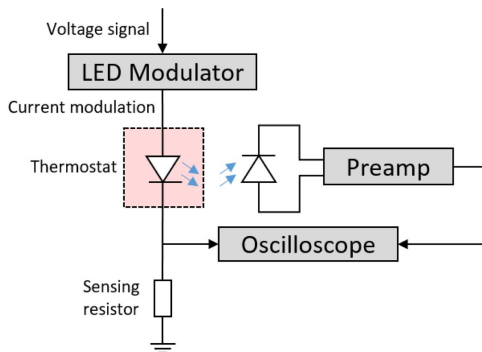 Voltage signal
LED Modulator
Current modulation
Thermostat
Preamp
Oscilloscope
Sensing
resistor